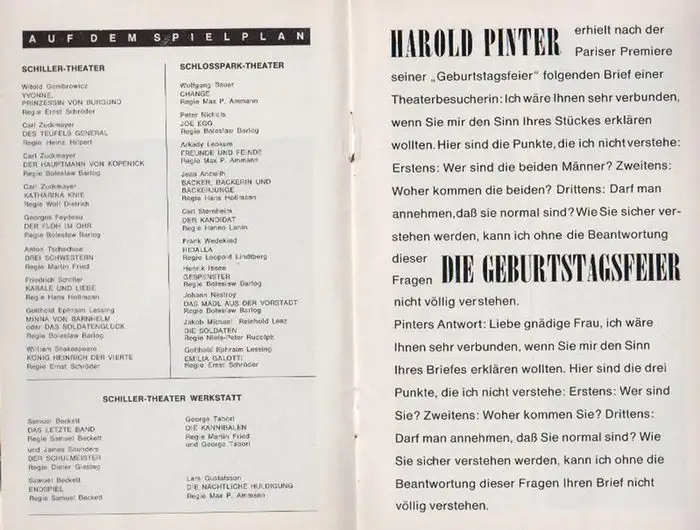 AUF DEM SPIELPLAN
SCHILLER-THEATER
Witold Gombrowicz
YVONNE,
PRINZESSIN VON BURGUND
Regie Ernst Schröder
Carl Zuckmayer
DES TEUFELS GENERAL
Regie Heinz Hilpert
Carl Zuckmayer
DER HAUPTMANN VON KÖPENICK
Regie Boleslaw Barlog
Carl Zuckmayer
KATHARINA KNIE
Regie Wolf Dietrich
Georges Feydeau
DER FLOH IM OHR
Regie Boleslaw Barlog
Anton Tschechow
DREI SCHWESTERN
Regie Martin Fried
Friedrich Schiller
KABALE UND LIEBE
Regie Hans Hollmann
Gotthold Ephraim Lessing
MINNA VON BARNHELM
oder DAS SOLDATENGLÜCK
Regie Boleslaw Barlog
William Shakespeare
KÖNIG HEINRICH DER VIERTE
Regie Ernst Schröder
SCHLOSSPARK-THEATER
Wolfgang Bauer
CHANGE
Regie Max P. Ammann
Peter Nichols
JOE EGG
Regie Boleslaw Barlog
Arkady Leokum
FREUNDE UND FEINDE
Regie Max P. Ammann
Jean Anouilh
BÄCKER, BÄCKERIN UND
BÄCKERJUNGE
Regie Hans Hollmann
Carl Sternheim
DER KANDIDAT
Regie Hanno Lunin
Frank Wedekind
HIDALLA
Regie Leopold Lindtberg
Henrik Ibsen
GESPENSTER
Regie Boleslaw Barlog
Johann Nestroy
DAS MÄDL AUS DER VORSTADT
Regie Boleslaw Barlog
Jakob Michael Reinhold Lenz
DIE SOLDATEN
Regie Niels-Peter Rudolph
Gotthold Ephraim Lessing
EMILIA GALOTTI
Regie Ernst Schröder
SCHILLER-THEATER WERKSTATT
Samuel Beckett
DAS LETZTE BAND
Regie Samuel Beckett
und James Saunders
DER SCHULMEISTER
Regie Dieter Giesing
Samuel Beckett
ENDSPIEL
Regie Samuel Beckett
George Tabori
DIE KANNIBALEN
Regie Martin Fried
und George Tabori
Lars Gustafsson
DIE NÄCHTLICHE HULDIGUNG
Regie Max P. Ammann
HAROLD PINTER erhielt nach der
Pariser Premiere
seiner „Geburtstagsfeier“ folgenden Brief einer
Theaterbesucherin: Ich wäre Ihnen sehr verbunden,
wenn Sie mir den Sinn Ihres Stückes erklären
wollten. Hier sind die Punkte, die ich nicht verstehe:
Erstens: Wer sind die beiden Männer? Zweitens:
Woher kommen die beiden? Drittens: Darf man
annehmen, daß sie normal sind? Wie Sie sicher ver-
stehen werden, kann ich ohne die Beantwortung
dieser
Fragen DIE GEBURTSTAGSFEIER
nicht völlig verstehen.
Pinters Antwort: Liebe gnädige Frau, ich wäre
Ihnen sehr verbunden, wenn Sie mir den Sinn
Ihres Briefes erklären wollten. Hier sind die drei
Punkte, die ich nicht verstehe: Erstens: Wer sind
Sie? Zweitens: Woher kommen Sie? Drittens:
Darf man annehmen, daß Sie normal sind? Wie
Sie sicher verstehen werden, kann ich ohne die
Beantwortung dieser Fragen Ihren Brief nicht
völlig verstehen.